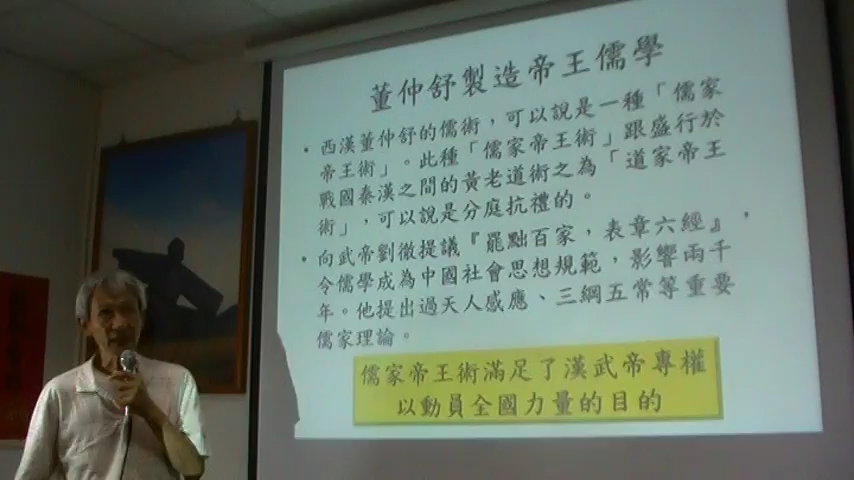 董仲舒製造帝王儒學
• 西漢董仲舒的儒術，可以說是一種「儒家
帝王術」。此種「儒家帝王術」跟盛行於
戰國秦漢之間的黃老道術之為「道家帝王
術」，可以說是分庭抗禮的。
• 向武帝劉徹提議『罷黜百家，表章六經』，
令儒學成為中國社會思想規範，影響兩千
年。他提出過天人感應、三綱五常等重要
儒家理論。
儒家帝王術滿足了漢武帝專權
以動員全國力量的目的